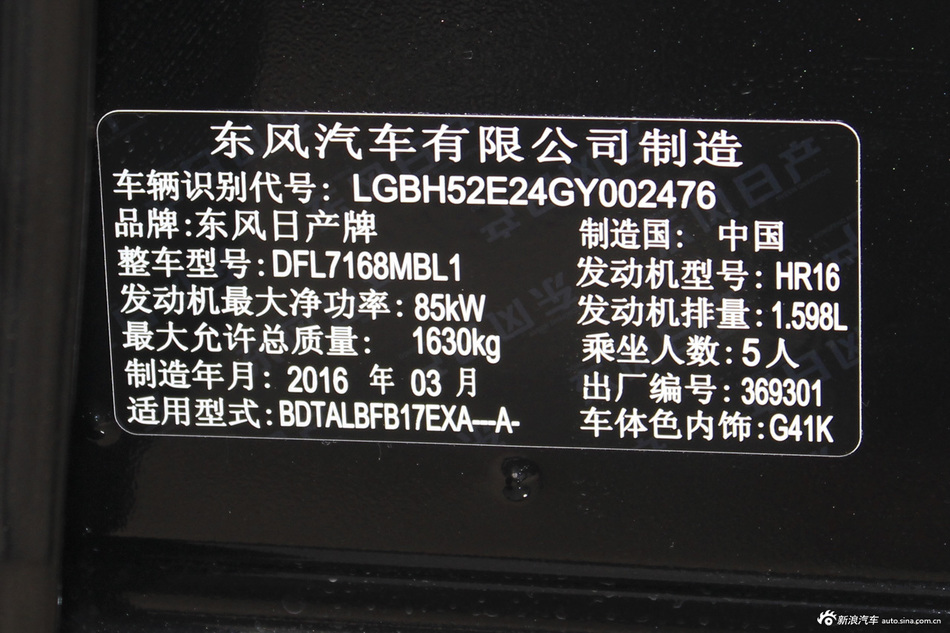 东风汽车有限公司制造
车辆识别代号: LGBH52E24GY002476
品牌:东风日产牌 制造国: 中国
整车型号:DFL7168MBL1 发动机型号: HR16
发动机最大净功率: 85kW 发动机排量: 1.598L
最大允许总质量: 1630kg 乘坐人数: 5人
制造年月: 2016 年 03 月 出厂编号: 369301
适用型式:BDTALBFB17EXA---A- 车体色内饰:G41K
新浪汽车 auto.sina.com.cn